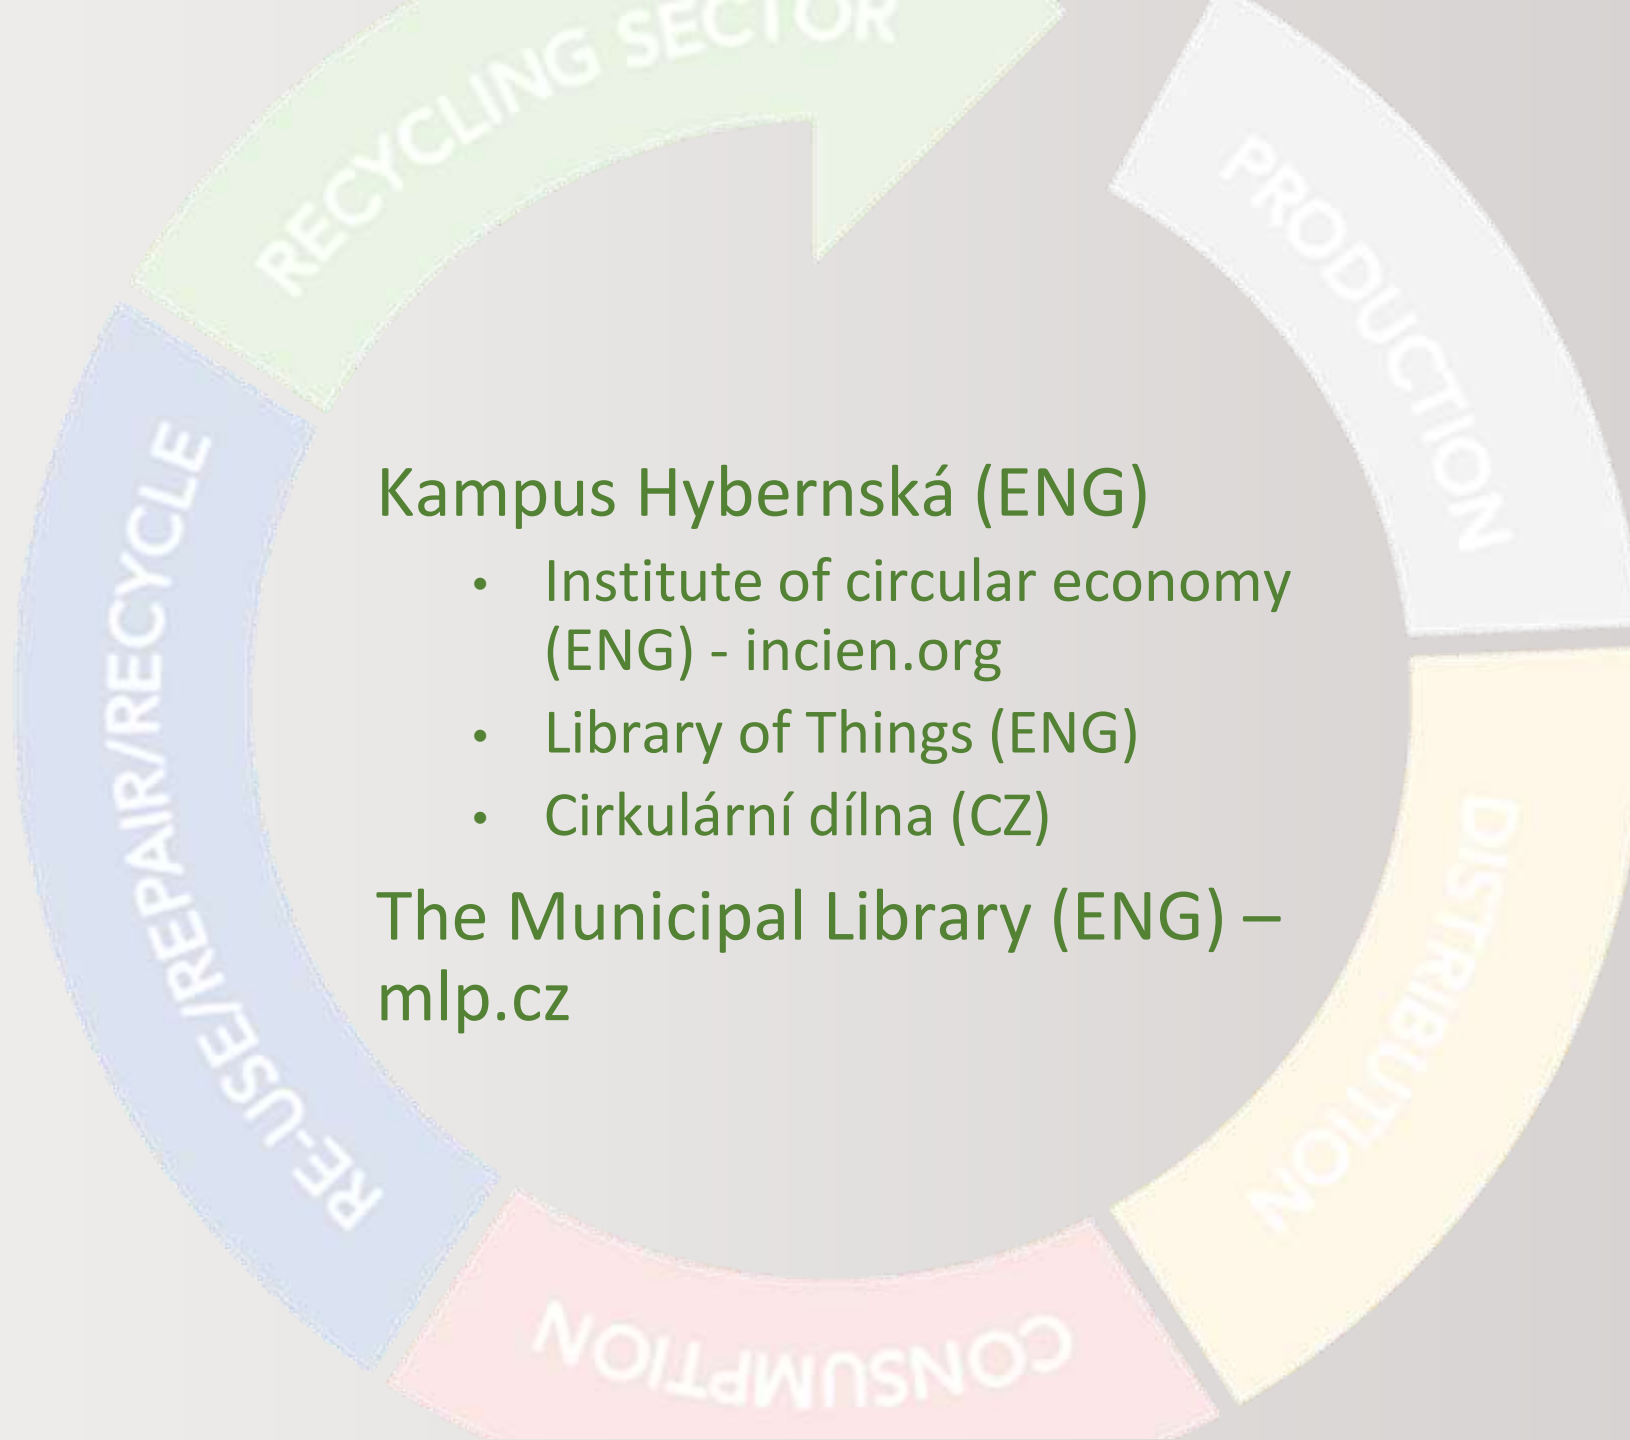 RECYCLING SECTOR
PRODUCTION
DISTRIBUTION
CONSUMPTION
RE-USE/REPAIR/RECYCLE
Kampus Hybernská (ENG)
• Institute of circular economy
(ENG) - incien.org
• Library of Things (ENG)
• Cirkulární dílna (CZ)
The Municipal Library (ENG) –
mlp.cz